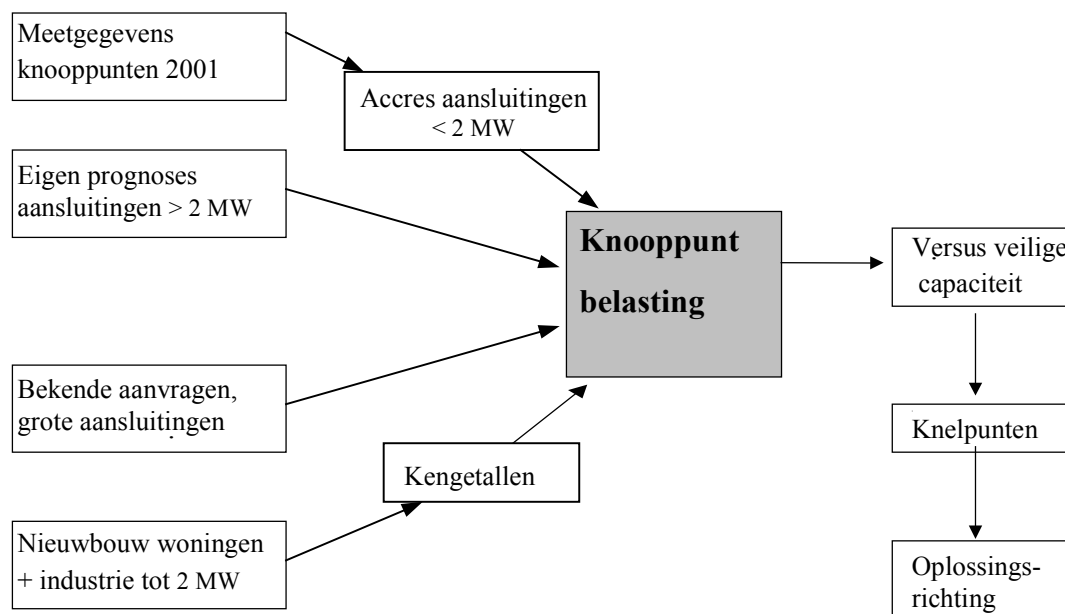 Meetgegevens
knooppunten 2001
Accres aansluitingen
< 2 MW
Eigen prognoses
aansluitingen > 2 MW
Knooppunt
belasting
Versus veilige
capaciteit
Bekende aanvragen,
grote aansluitingen
Knelpunten
Kengetallen
Nieuwbouw woningen
+ industrie tot 2 MW
Oplossings-
richting